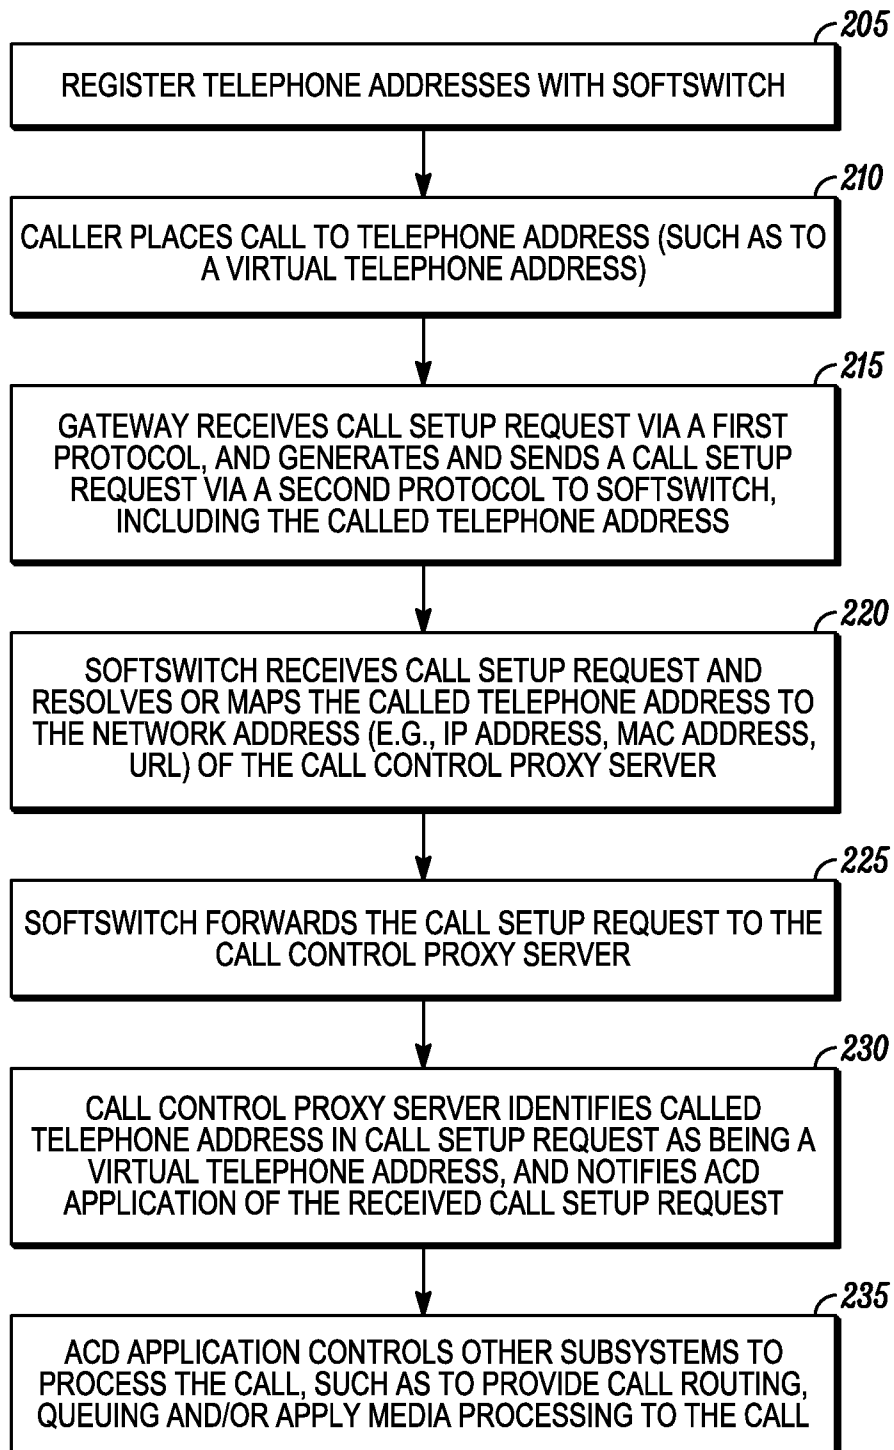 205
REGISTER TELEPHONE ADDRESSES WITH SOFTSWITCH
210
CALLER PLACES CALL TO TELEPHONE ADDRESS (SUCH AS TO
A VIRTUAL TELEPHONE ADDRESS)
215
GATEWAY RECEIVES CALL SETUP REQUEST VIA A FIRST
PROTOCOL, AND GENERATES AND SENDS A CALL SETUP
REQUEST VIA A SECOND PROTOCOL TO SOFTSWITCH,
INCLUDING THE CALLED TELEPHONE ADDRESS
220
SOFTSWITCH RECEIVES CALL SETUP REQUEST AND
RESOLVES OR MAPS THE CALLED TELEPHONE ADDRESS TO
THE NETWORK ADDRESS (E.G., IP ADDRESS, MAC ADDRESS,
URL) OF THE CALL CONTROL PROXY SERVER
225
SOFTSWITCH FORWARDS THE CALL SETUP REQUEST TO THE
CALL CONTROL PROXY SERVER
230
CALL CONTROL PROXY SERVER IDENTIFIES CALLED
TELEPHONE ADDRESS IN CALL SETUP REQUEST AS BEING A
VIRTUAL TELEPHONE ADDRESS, AND NOTIFIES ACD
APPLICATION OF THE RECEIVED CALL SETUP REQUEST
235
ACD APPLICATION CONTROLS OTHER SUBSYSTEMS TO
PROCESS THE CALL, SUCH AS TO PROVIDE CALL ROUTING,
QUEUING AND/OR APPLY MEDIA PROCESSING TO THE CALL